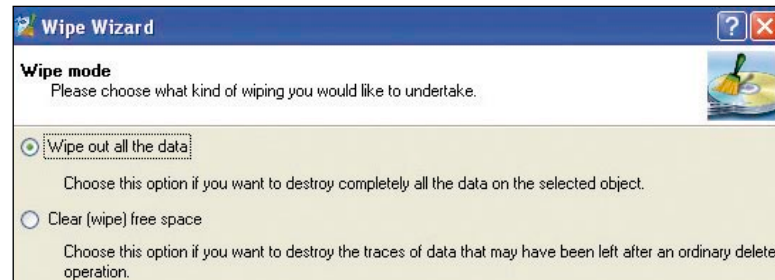 Wipe Wizard
Wipe mode
Please choose what kind of wiping you would like to undertake.
Wipe out all the data
Choose this option if you want to destroy completely all the data on the selected object.
Clear (wipe) free space
Choose this option if you want to destroy the traces of data that may have been left after an ordinary delete
operation.